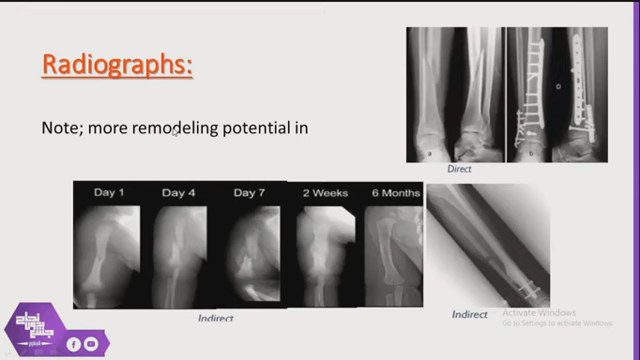 Radiographs:
Note; more remodeling potential in
Direct
Day 1
Day 4
Day 7
2 Weeks
6 Months
Indirect
Indirect
Activate Windows
Go to Settings to activate Windows.